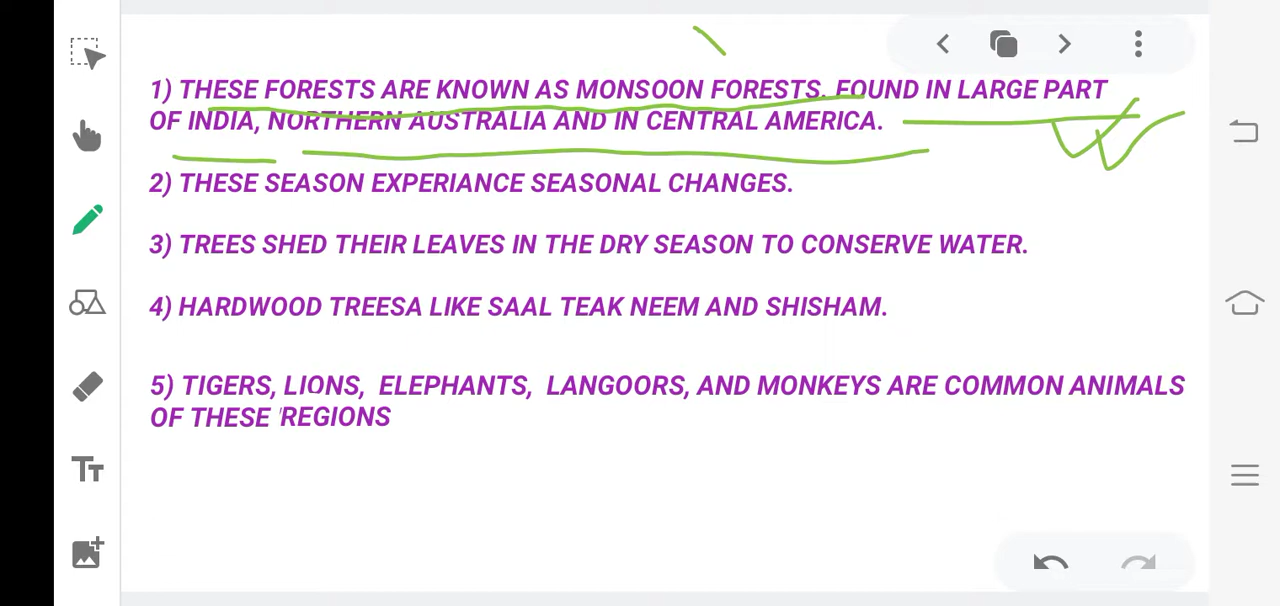 1) THESE FORESTS ARE KNOWN AS MONSOON FORESTS. FOUND IN LARGE PART
OF INDIA, NORTHERN AUSTRALIA AND IN CENTRAL AMERICA.
2) THESE SEASON EXPERIANCE SEASONAL CHANGES.
3) TREES SHED THEIR LEAVES IN THE DRY SEASON TO CONSERVE WATER.
4) HARDWOOD TREESA LIKE SAAL TEAK NEEM AND SHISHAM.
5) TIGERS, LIONS, ELEPHANTS, LANGOORS, AND MONKEYS ARE COMMON ANIMALS
OF THESE REGIONS
TT